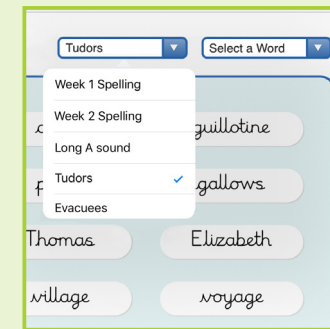 Tudors Select a Word
Week 1 Spelling
Week 2 Spelling
guillotine
Long A sound
Tudors
gallows
Evacuees
Thomas Elizabeth
village voyage